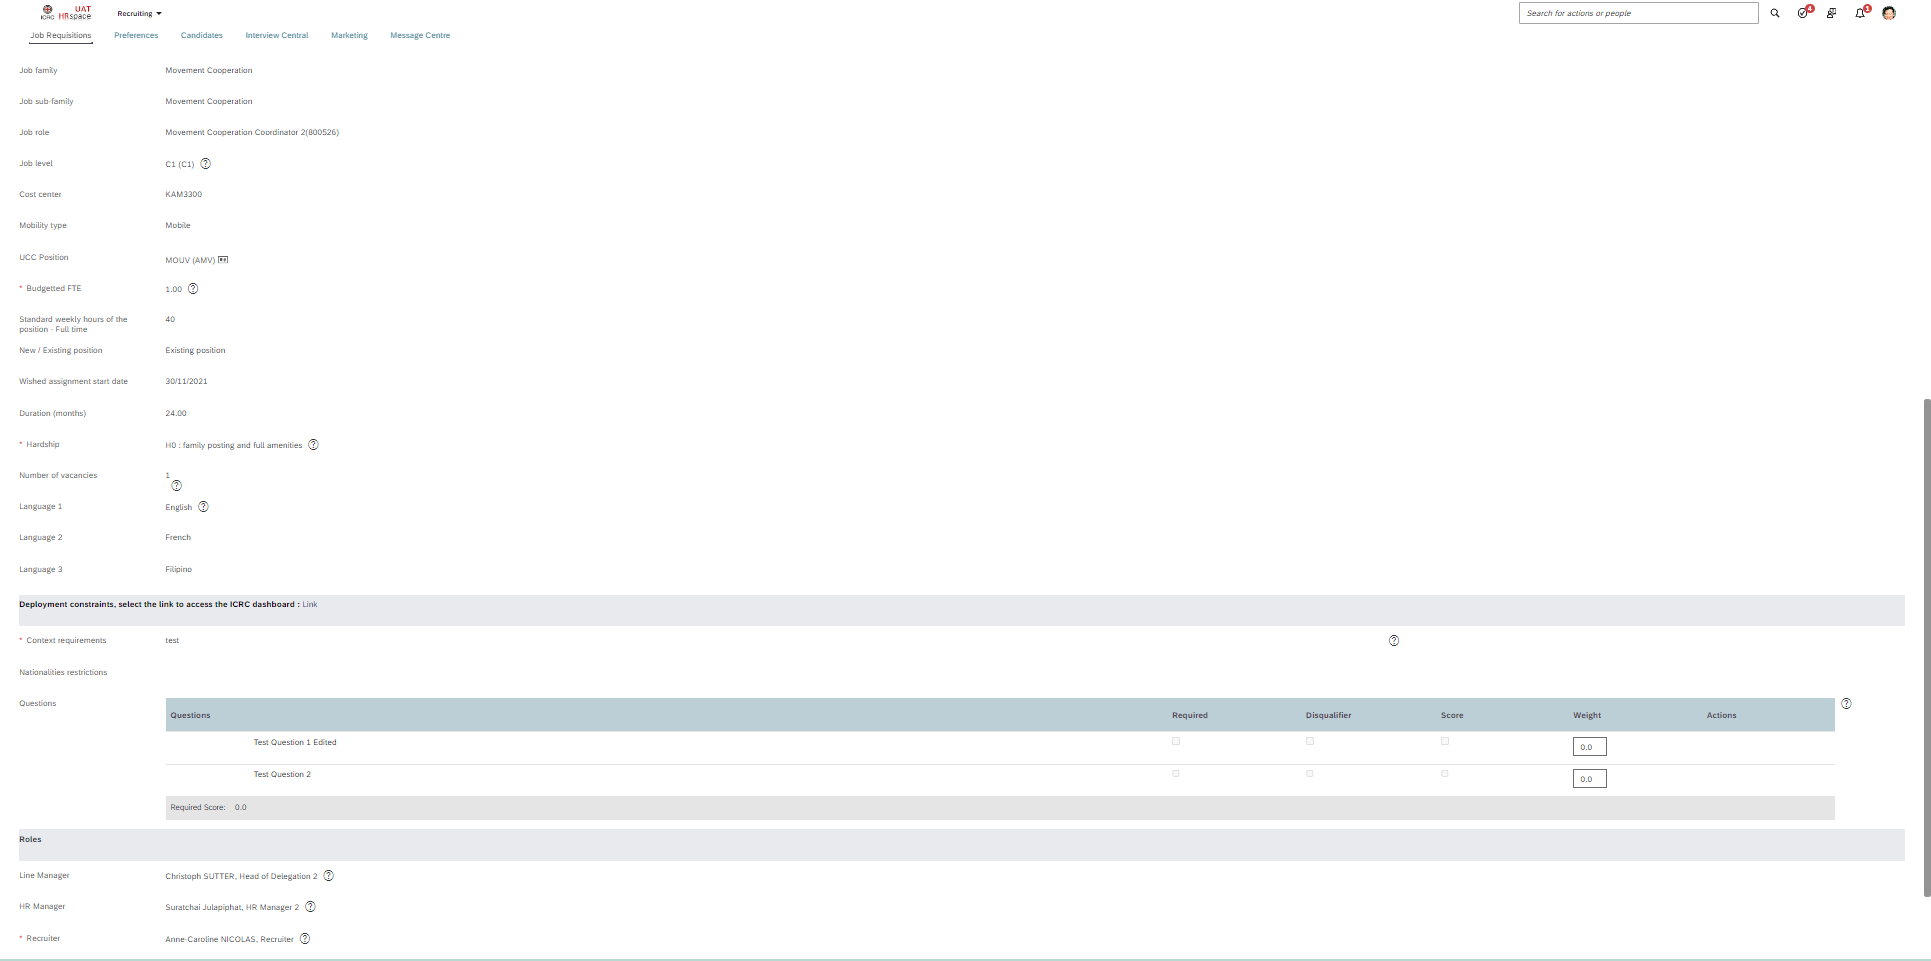 ICRC
UAT
HRspace
Recruiting
Search for actions or people
4
1
Job Requisitions Preferences Candidates Interview Central Marketing Message Centre
Job family Movement Cooperation
Job sub-family Movement Cooperation
Job role Movement Cooperation Coordinator 2(800526)
Job level C1 (C1) ?
Cost center KAM3300
Mobility type Mobile
UCC Position MOUV (AMV)
* Budgetted FTE 1.00 ?
Standard weekly hours of the 40
position - Full time
New / Existing position Existing position
Wished assignment start date 30/11/2021
Duration (months) 24.00
* Hardship H0 : family posting and full amenities ?
Number of vacancies 1
?
Language 1 English ?
Language 2 French
Language 3 Filipino
Deployment constraints, select the link to access the ICRC dashboard : Link
* Context requirements test ?
Nationalities restrictions
Questions ?
Questions Required Disqualifier Score Weight Actions
Test Question 1 Edited 0.0
Test Question 2 0.0
Required Score: 0.0
Roles
Line Manager Christoph SUTTER, Head of Delegation 2 ?
HR Manager Suratchai Julapiphat, HR Manager 2 ?
* Recruiter Anne-Caroline NICOLAS, Recruiter ?